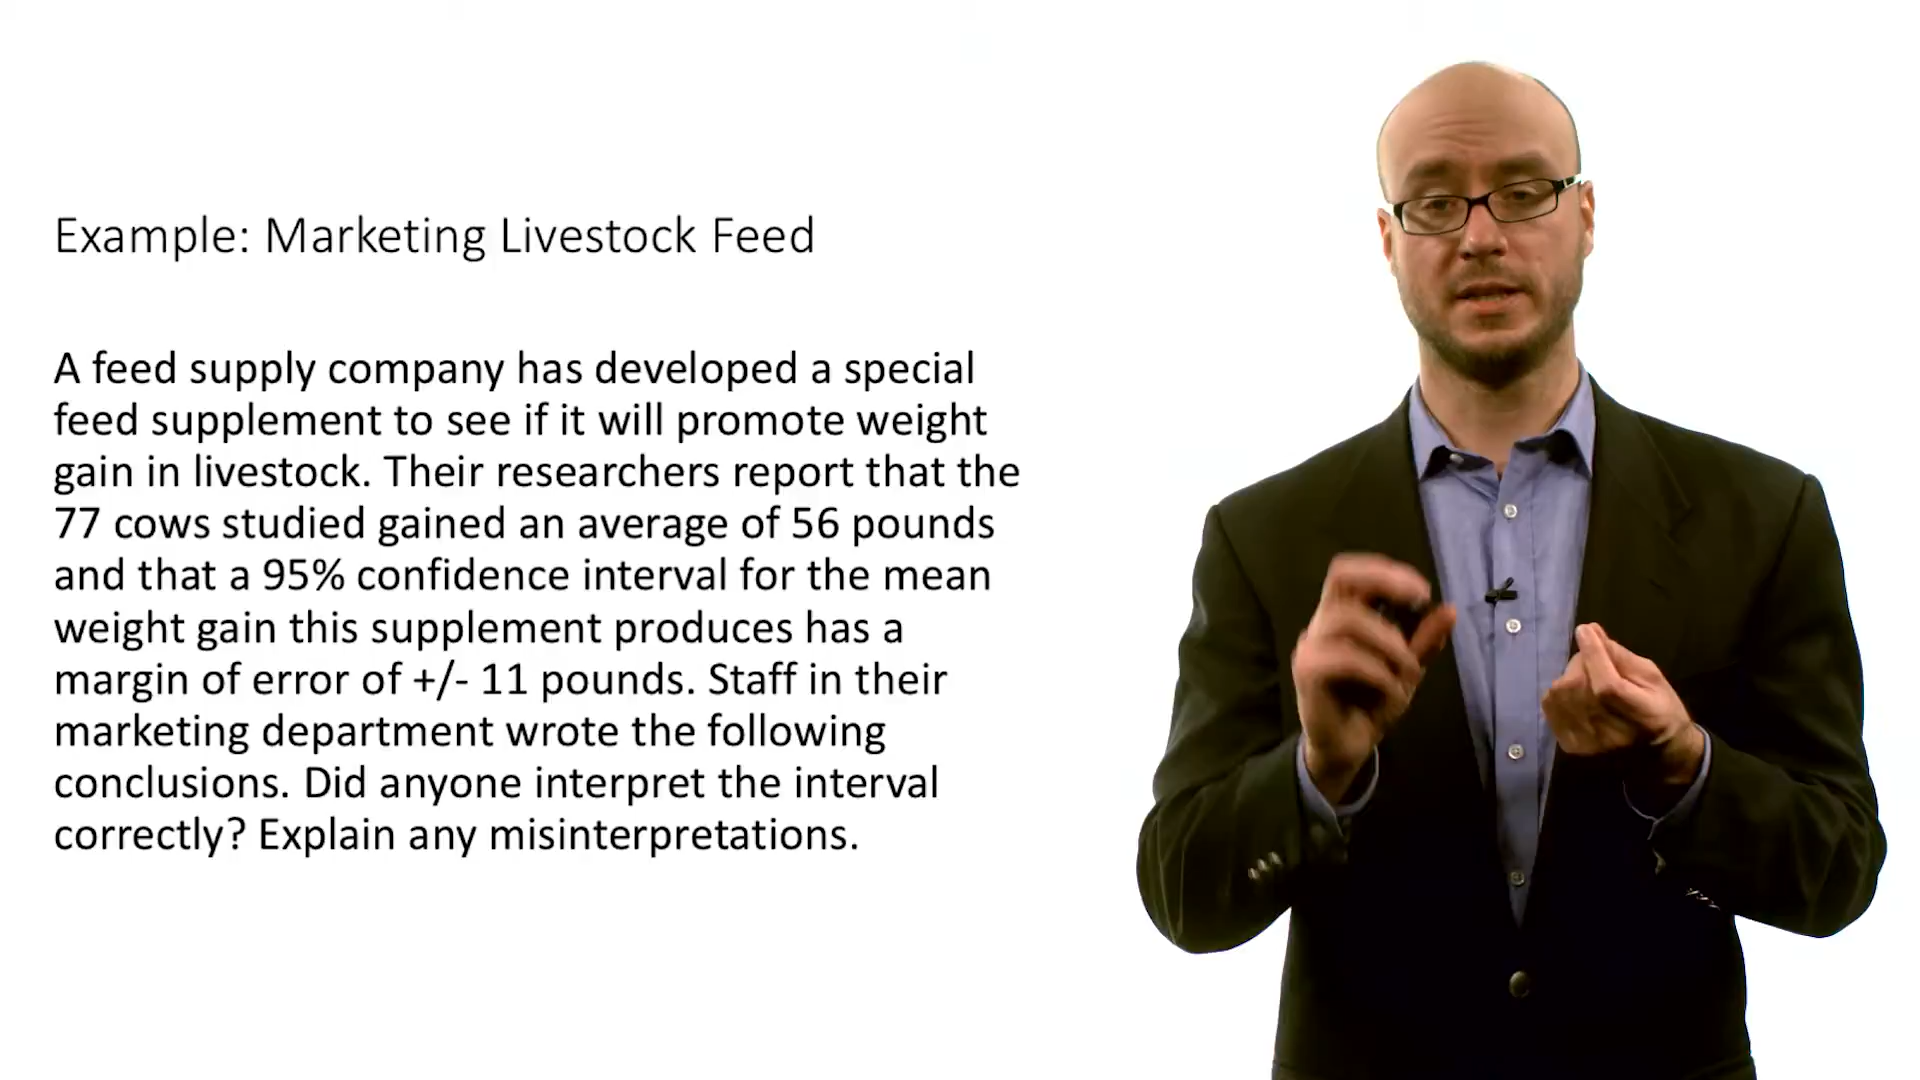 Example: Marketing Livestock Feed
A feed supply company has developed a special
feed supplement to see if it will promote weight
gain in livestock. Their researchers report that the
77 cows studied gained an average of 56 pounds
and that a 95% confidence interval for the mean
weight gain this supplement produces has a
margin of error of +/- 11 pounds. Staff in their
marketing department wrote the following
conclusions. Did anyone interpret the interval
correctly? Explain any misinterpretations.